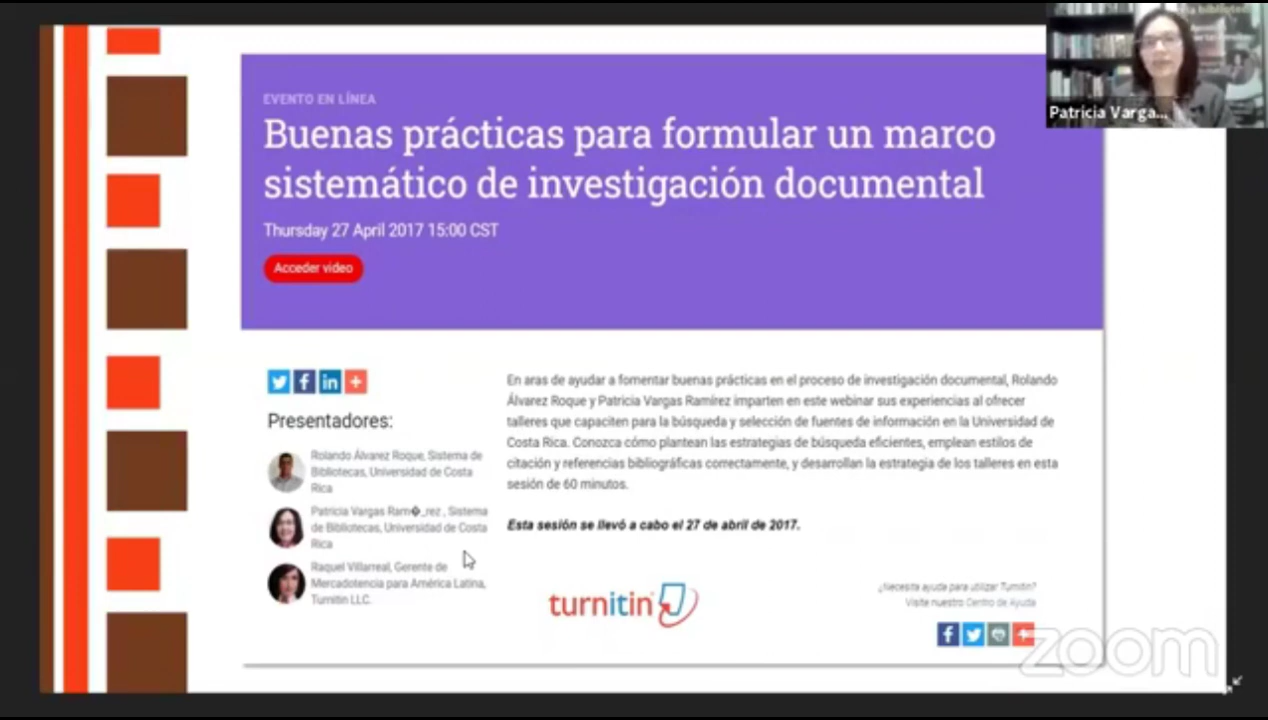 EVENTO EN LÍNEA
Buenas prácticas para formular un marco
sistemático de investigación documental
Thursday 27 April 2017 15:00 CST
Acceder video
Patricia Varga...
Presentadores:
Rolando Álvarez Roque, Sistema de
Bibliotecas, Universidad de Costa
Rica
Patricia Vargas Ram�_rez , Sistema
de Bibliotecas, Universidad de Costa
Rica
Raquel Villarreal, Gerente de
Mercadotencia para América Latina,
Turnitin LLC.
En aras de ayudar a fomentar buenas prácticas en el proceso de investigación documental, Rolando
Álvarez Roque y Patricia Vargas Ramírez imparten en este webinar sus experiencias al ofrecer
talleres que capaciten para la búsqueda y selección de fuentes de información en la Universidad de
Costa Rica. Conozca cómo plantean las estrategias de búsqueda eficientes, emplean estilos de
citación y referencias bibliográficas correctamente, y desarrollan la estrategia de los talleres en esta
sesión de 60 minutos.
Esta sesión se llevó a cabo el 27 de abril de 2017.
turnitin
¿Necesita ayuda para utilizar Turnitin?
Visite nuestro Centro de Ayuda
zoom